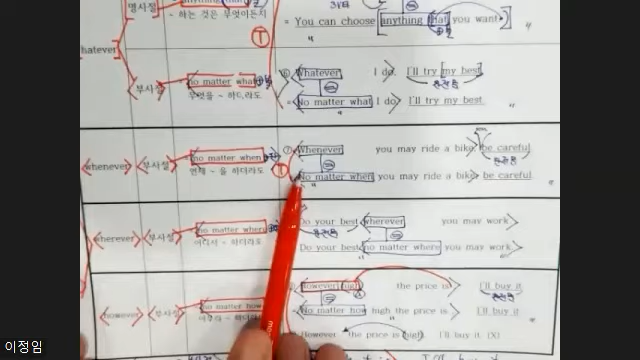 명사절
- 하는 것은 무엇이든지
= You can choose anything that you want
whatever
부사절
no matter what
무엇을 ~ 하더라도
⑥ Whatever I do, I'll try my best
= No matter what I do, I'll try my best.
whenever
부사절
no matter when
언제 ~ 을 하더라도
⑦ Whenever you may ride a bike, be careful
No matter when you may ride a bike, be careful.
wherever
부사절
no matter where
어디서 ~ 하더라도
Do your best wherever you may work
Do your best no matter where you may work
however
부사절
no matter how
However high the price is, I'll buy it
No matter how high the price is, I'll buy it
However the price is high, I'll buy it. (X)
이정임